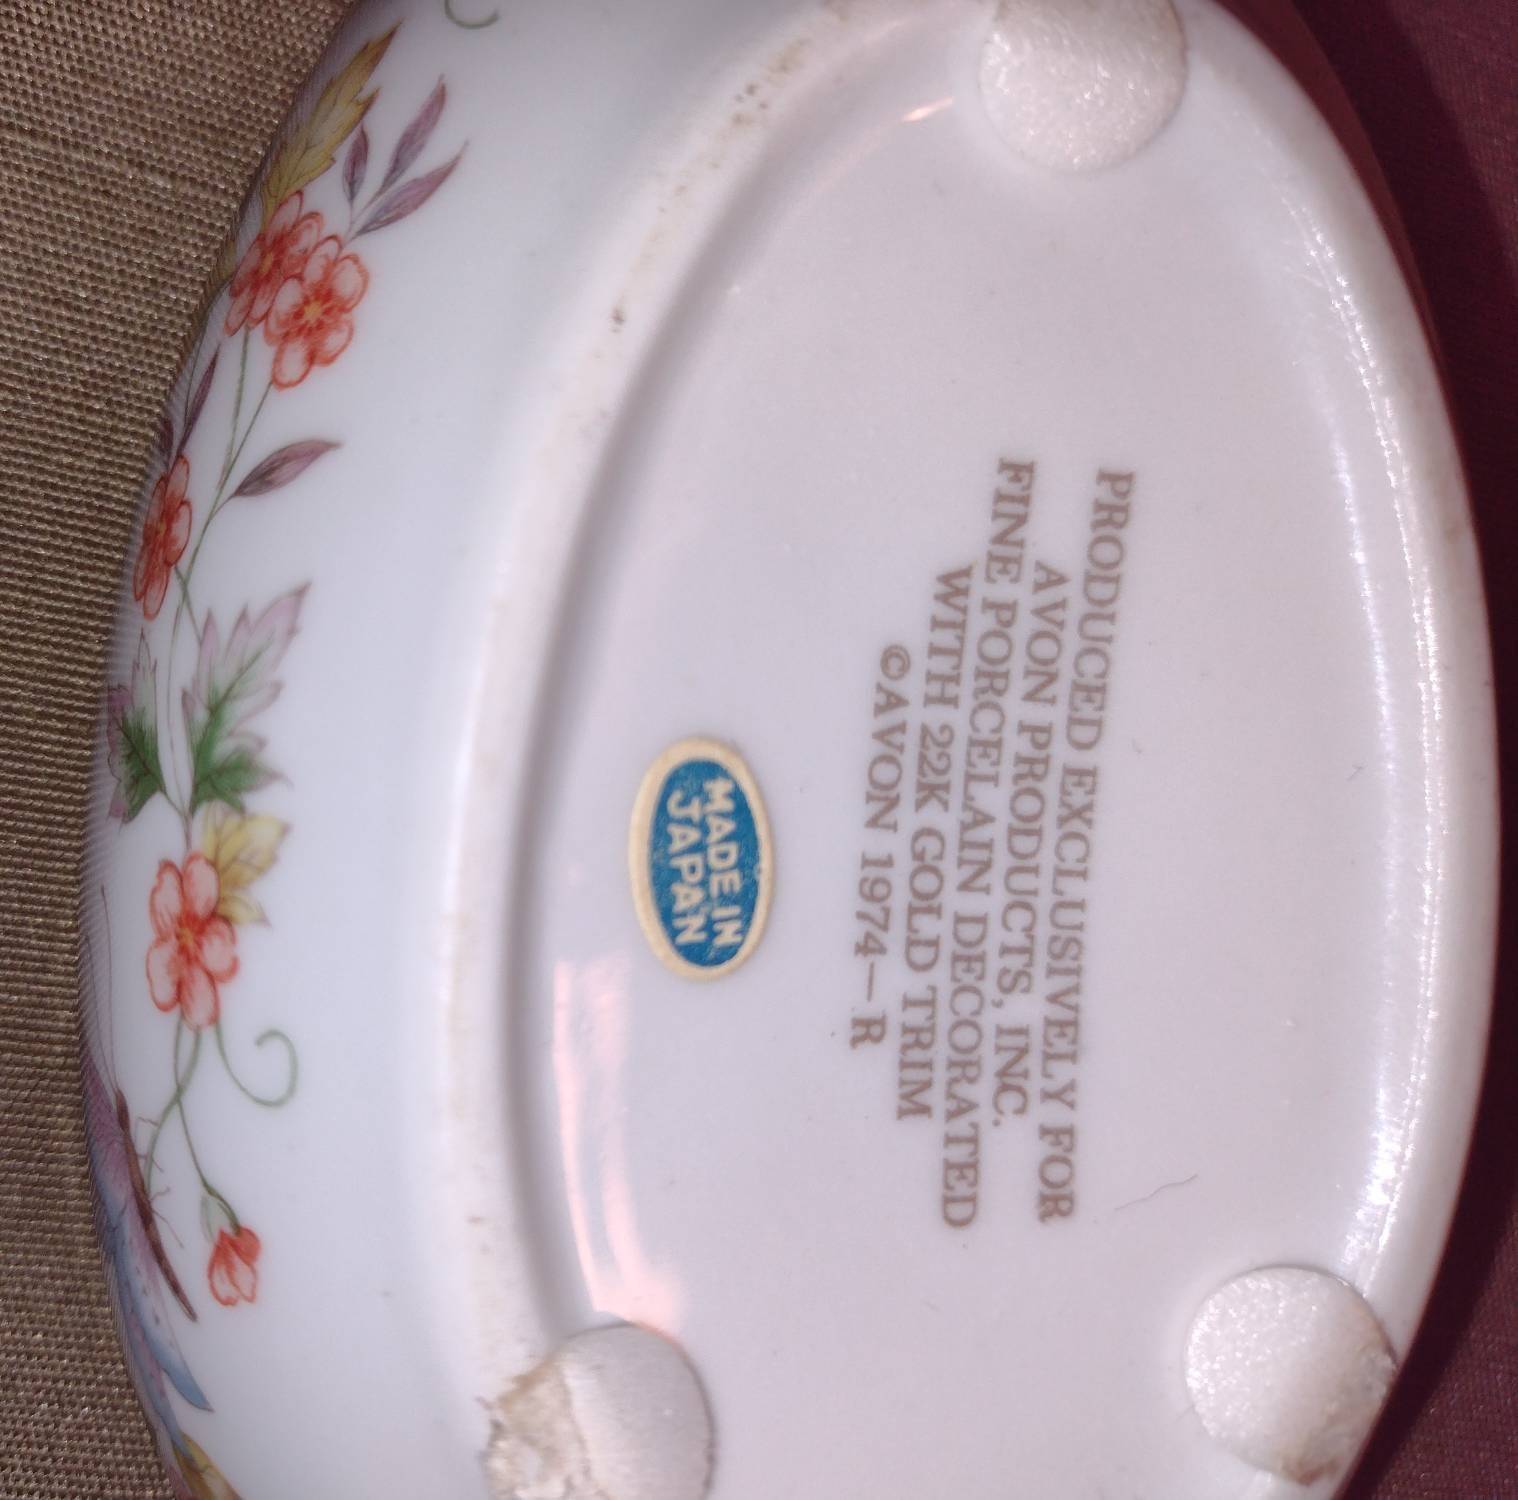 PRODUCED EXCLUSIVELY FOR
AVON PRODUCTS, INC.
FINE PORCELAIN DECORATED
WITH 22K GOLD TRIM
©AVON 1974–R
MADE IN
JAPAN